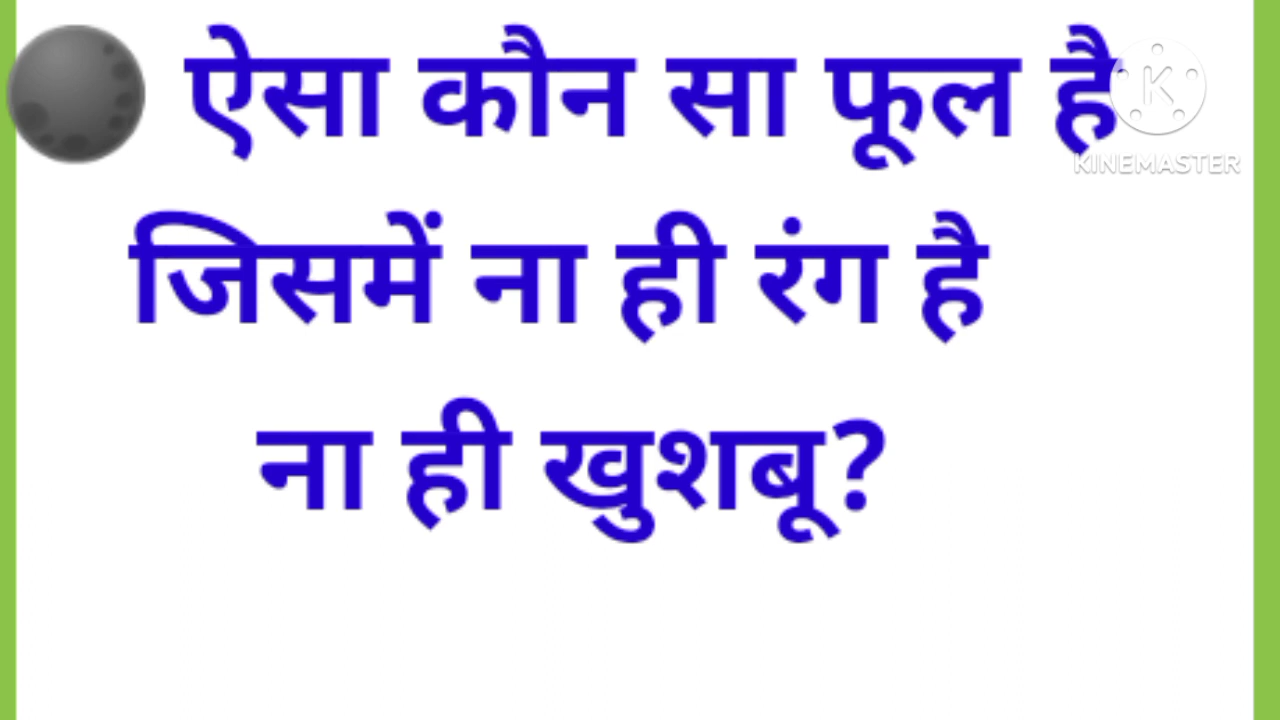 ऐसा कौन सा फूल है
KINEMASTER
जिसमें ना ही रंग है
ना ही खुशबू?